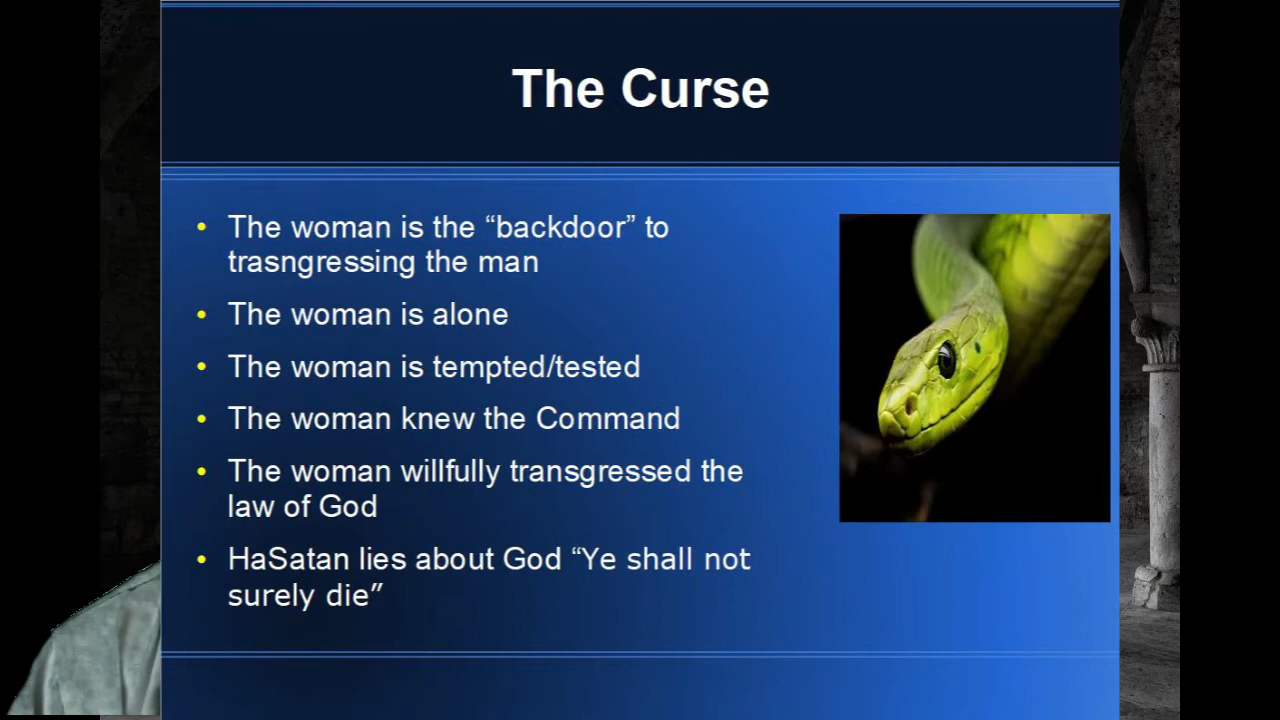 The Curse
• The woman is the “backdoor” to
trasngressing the man
• The woman is alone
• The woman is tempted/tested
• The woman knew the Command
• The woman willfully transgressed the
law of God
• HaSatan lies about God “Ye shall not
surely die”